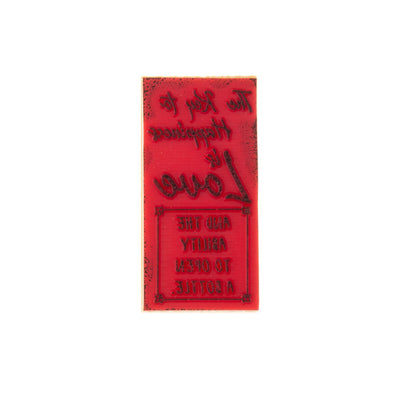 The Key to
Happiness
is
Love
AND THE
ABILITY
TO OPEN
A BOTTLE.